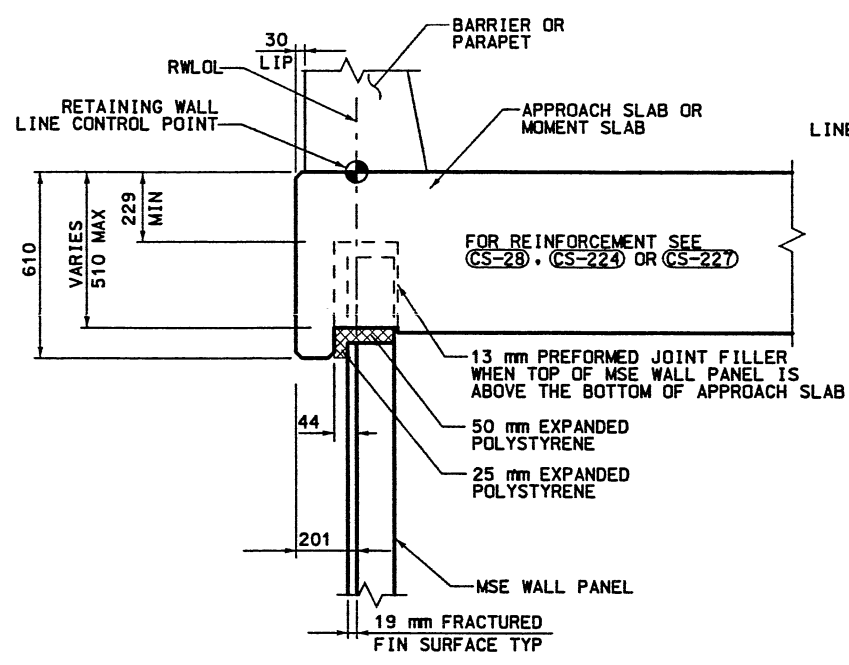 30
LIP
BARRIER OR
PARAPET
RWLOL
RETAINING WALL
LINE CONTROL POINT
APPROACH SLAB OR
MOMENT SLAB
LINE
610
VARIES
510 MAX
229
MIN
FOR REINFORCEMENT SEE
CS-28 . CS-224 OR CS-227
13 mm PREFORMED JOINT FILLER
WHEN TOP OF MSE WALL PANEL IS
ABOVE THE BOTTOM OF APPROACH SLAB
44
50 mm EXPANDED
POLYSTYRENE
25 mm EXPANDED
POLYSTYRENE
201
MSE WALL PANEL
19 mm FRACTURED
FIN SURFACE TYP